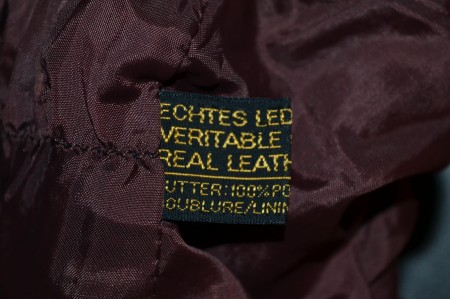 ECHTES LED
VERITABLE
REAL LEATH
UTTER:100%PO
OUBLURE/LININ